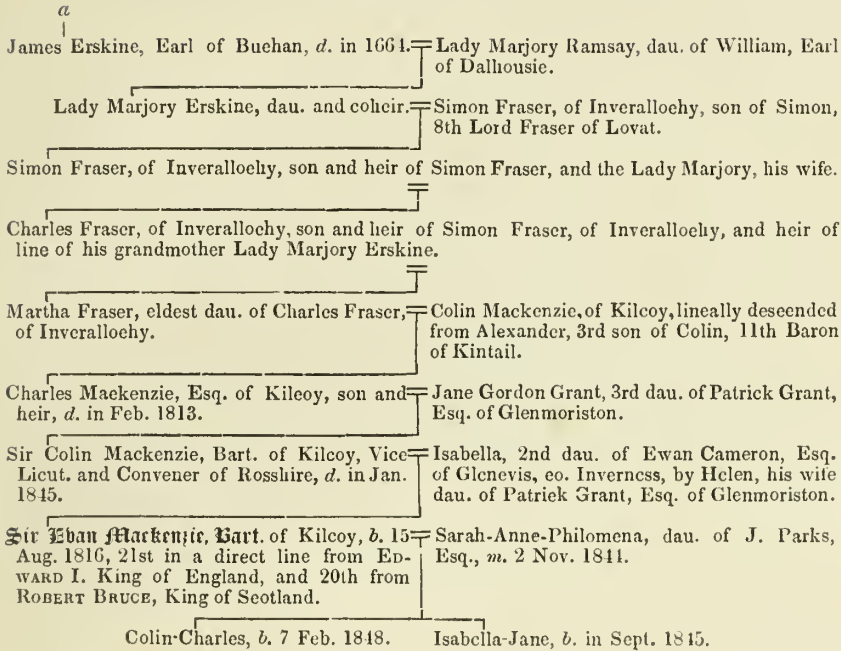 a
James Erskine, Earl of Buchan, d. in 1664. Lady Marjory Ramsay, dau. of William, Earl
of Dalhousie.
Lady Marjory Erskine, dau. and coheir. Simon Fraser, of Inverallochy, son of Simon,
8th Lord Fraser of Lovat.
Simon Fraser, of Inverallochy, son and heir of Simon Fraser, and the Lady Marjory, his wife.
Charles Fraser, of Inverallochy, son and heir of Simon Fraser, of Inverallochy, and heir of
line of his grandmother Lady Marjory Erskine.
Martha Fraser, eldest dau. of Charles Fraser,
of Inverallochy.
Colin Mackenzie, of Kilcoy, lineally descended
from Alexander, 3rd son of Colin, 11th Baron
of Kintail.
Charles Mackenzie, Esq. of Kilcoy, son and
heir, d. in Feb. 1813.
Jane Gordon Grant, 3rd dau. of Patrick Grant,
Esq. of Glenmoriston.
Sir Colin Mackenzie, Bart. of Kilcoy, Vice
Lieut. and Convener of Rosshire, d. in Jan.
1845.
Isabella, 2nd dau. of Ewan Cameron, Esq.
of Glenevis, co. Inverness, by Helen, his wife
dau. of Patrick Grant, Esq. of Glenmoriston.
Sir Evan Mackenzie, Bart. of Kilcoy, b. 15
Aug. 1816, 21st in a direct line from EDWARD
I. King of England, and 20th from
ROBERT BRUCE, King of Scotland.
Sarah-Anne-Philomena, dau. of J. Parks,
Esq., m. 2 Nov. 1844.
Colin-Charles, b. 7 Feb. 1848. Isabella-Jane, b. in Sept. 1845.